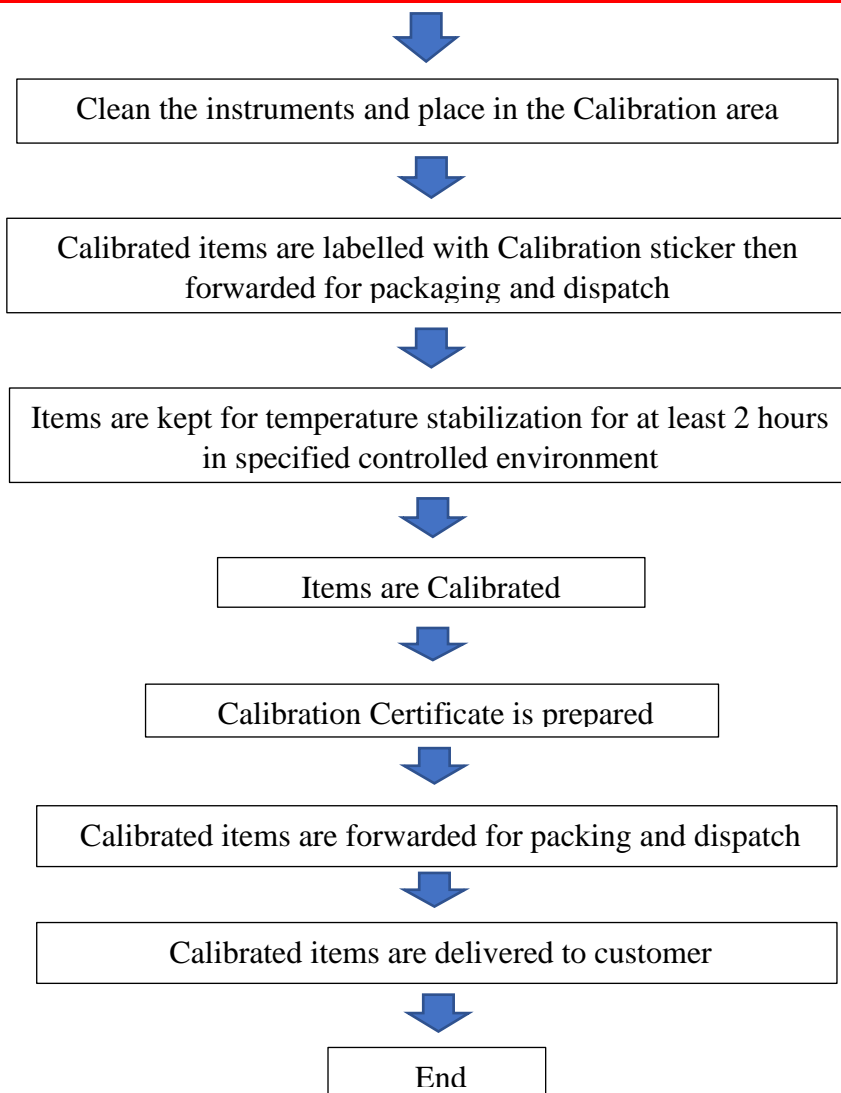 Clean the instruments and place in the Calibration area
Calibrated items are labelled with Calibration sticker then
forwarded for packaging and dispatch
Items are kept for temperature stabilization for at least 2 hours
in specified controlled environment
Items are Calibrated
Calibration Certificate is prepared
Calibrated items are forwarded for packing and dispatch
Calibrated items are delivered to customer
End